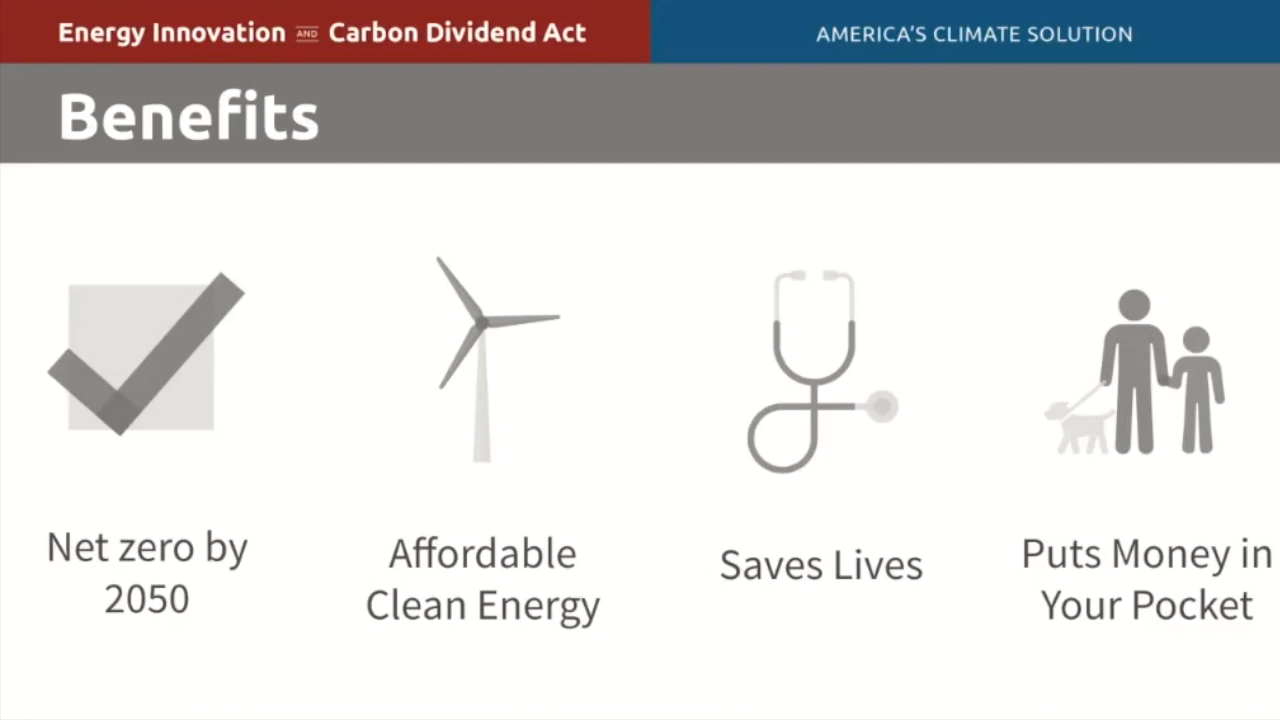 Energy Innovation AND Carbon Dividend Act
AMERICA'S CLIMATE SOLUTION
Benefits
Net zero by
2050
Affordable
Clean Energy
Saves Lives
Puts Money in
Your Pocket